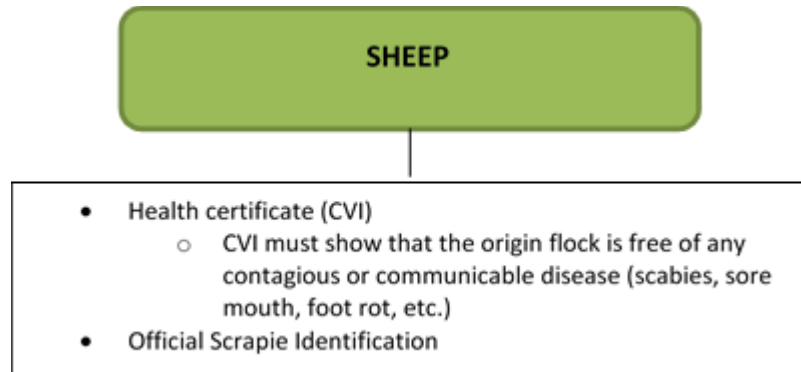 SHEEP
• Health certificate (CVI)
o CVI must show that the origin flock is free of any
contagious or communicable disease (scabies, sore
mouth, foot rot, etc.)
• Official Scrapie Identification